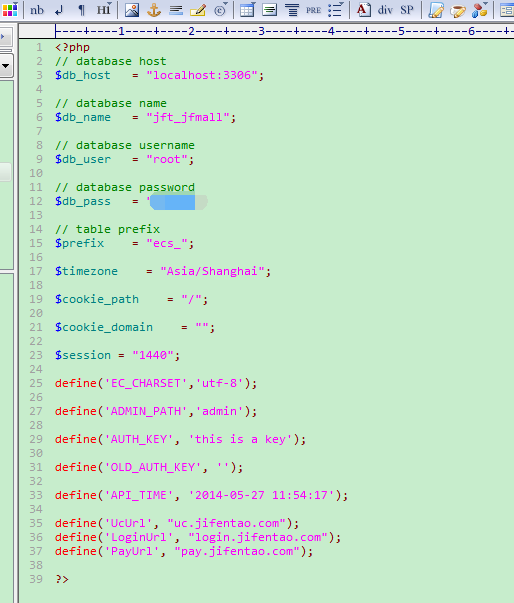 nb ¶ Hi © PRE A div SP
----+----1----+----2----+----3----+----4----+----5----+----6---
1 <?php
2 // database host
3 $db_host   = "localhost:3306";
4
5 // database name
6 $db_name   = "jft_jfmall";
7
8 // database username
9 $db_user   = "root";
10
11 // database password
12 $db_pass   = "
13
14 // table prefix
15 $prefix    = "ecs_";
16
17 $timezone    = "Asia/Shanghai";
18
19 $cookie_path    = "/";
20
21 $cookie_domain    = "";
22
23 $session = "1440";
24
25 define('EC_CHARSET','utf-8');
26
27 define('ADMIN_PATH','admin');
28
29 define('AUTH_KEY', 'this is a key');
30
31 define('OLD_AUTH_KEY', '');
32
33 define('API_TIME', '2014-05-27 11:54:17');
34
35 define('UcUrl', "uc.jifentao.com");
36 define('LoginUrl', "login.jifentao.com");
37 define('PayUrl', "pay.jifentao.com");
38
39 ?>